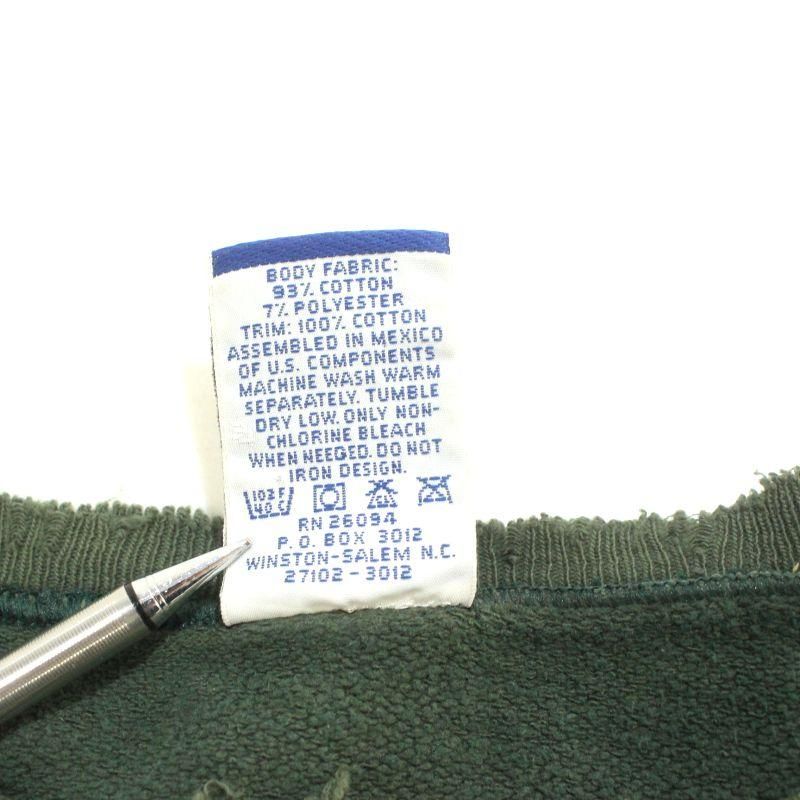 BODY FABRIC:
93% COTTON
7% POLYESTER
TRIM: 100% COTTON
ASSEMBLED IN MEXICO
OF U.S. COMPONENTS
MACHINE WASH WARM
SEPARATELY. TUMBLE
DRY LOW. ONLY NON-
CHLORINE BLEACH
WHEN NEEDED. DO NOT
IRON DESIGN.
102F
40C
RN 26094
P.O. BOX 3012
WINSTON-SALEM N.C.
27102-3012